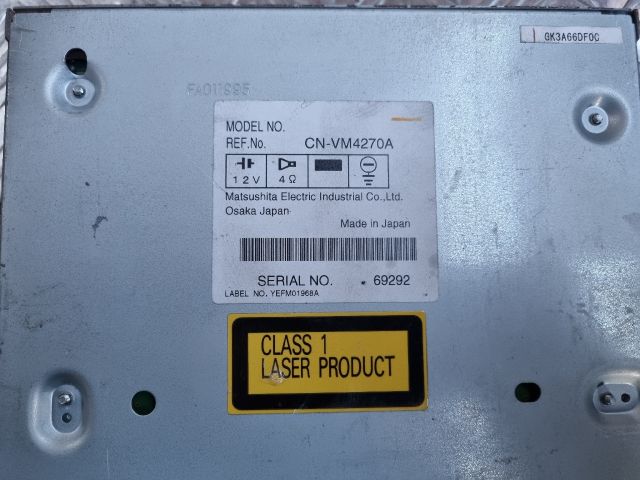 GK3A66DF0C
FA011995
MODEL NO.
REF.No. CN-VM4270A
12V 4Ω
Matsushita Electric Industrial Co.,Ltd.
Osaka Japan
Made in Japan
SERIAL NO. 69292
LABEL NO. YEFM01968A
CLASS 1
LASER PRODUCT